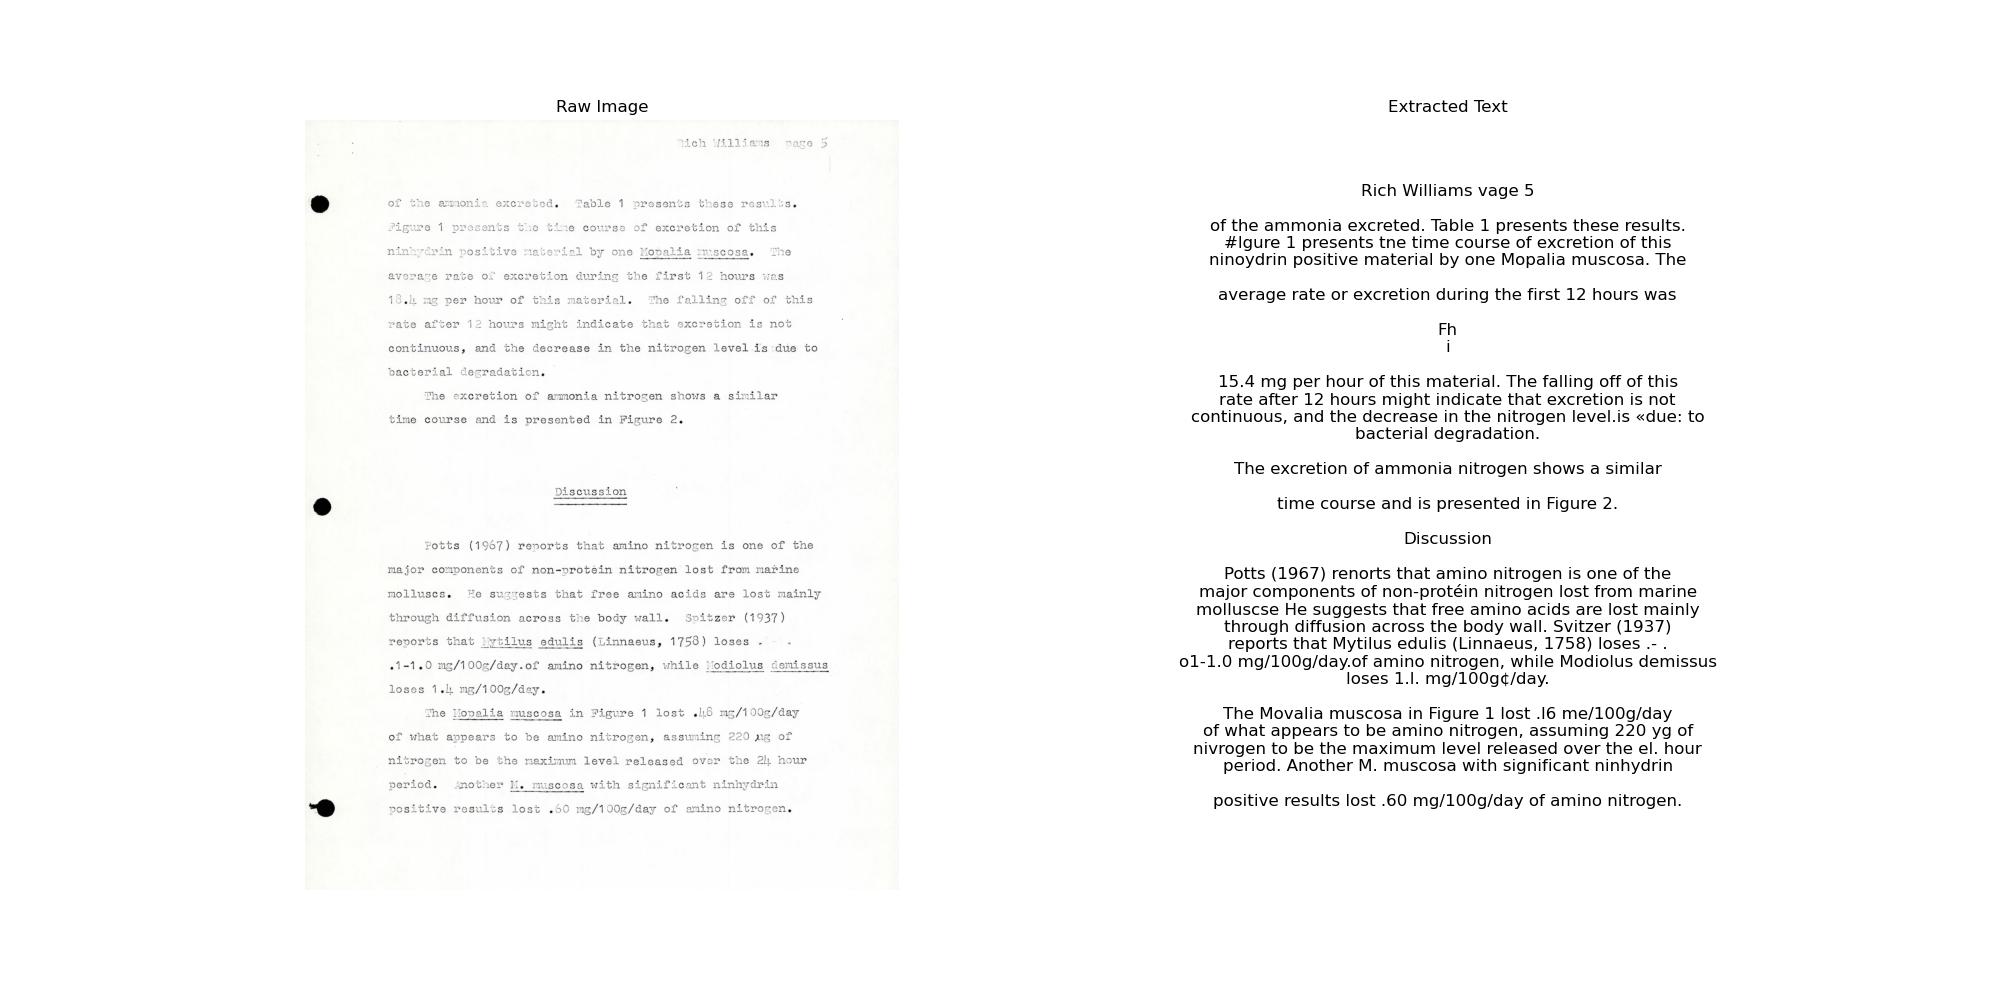 Raw Image
Rich Williams page 5
of the ammonia excreted. Table 1 presents these results.
Figure 1 presents the time course of excretion of this
ninhydrin positive material by one Mopalia muscosa. The
average rate of excretion during the first 12 hours was
18.4 mg per hour of this material. The falling off of this
rate after 12 hours might indicate that excretion is not
continuous, and the decrease in the nitrogen level is due to
bacterial degradation.
The excretion of ammonia nitrogen shows a similar
time course and is presented in Figure 2.
Discussion
Potts (1967) reports that amino nitrogen is one of the
major components of non-protein nitrogen lost from marine
molluscs. He suggests that free amino acids are lost mainly
through diffusion across the body wall. Spitzer (1937)
reports that Mytilus edulis (Linnaeus, 1758) loses
.1-1.0 mg/100g/day.of amino nitrogen, while Modiolus demissus
loses 1.4 mg/100g/day.
The Mopalia muscosa in Figure 1 lost .48 mg/100g/day
of what appears to be amino nitrogen, assuming 220 µg of
nitrogen to be the maximum level released over the 24 hour
period. Another M. muscosa with significant ninhydrin
positive results lost .60 mg/100g/day of amino nitrogen.
Extracted Text
Rich Williams vage 5
of the ammonia excreted. Table 1 presents these results.
#lgure 1 presents tne time course of excretion of this
ninoydrin positive material by one Mopalia muscosa. The
average rate or excretion during the first 12 hours was
Fh
i
15.4 mg per hour of this material. The falling off of this
rate after 12 hours might indicate that excretion is not
continuous, and the decrease in the nitrogen level.is «due: to
bacterial degradation.
The excretion of ammonia nitrogen shows a similar
time course and is presented in Figure 2.
Discussion
Potts (1967) renorts that amino nitrogen is one of the
major components of non-protéin nitrogen lost from marine
molluscse He suggests that free amino acids are lost mainly
through diffusion across the body wall. Svitzer (1937)
reports that Mytilus edulis (Linnaeus, 1758) loses .- .
o1-1.0 mg/100g/day.of amino nitrogen, while Modiolus demissus
loses 1.l. mg/100g¢/day.
The Movalia muscosa in Figure 1 lost .l6 me/100g/day
of what appears to be amino nitrogen, assuming 220 yg of
nivrogen to be the maximum level released over the el. hour
period. Another M. muscosa with significant ninhydrin
positive results lost .60 mg/100g/day of amino nitrogen.